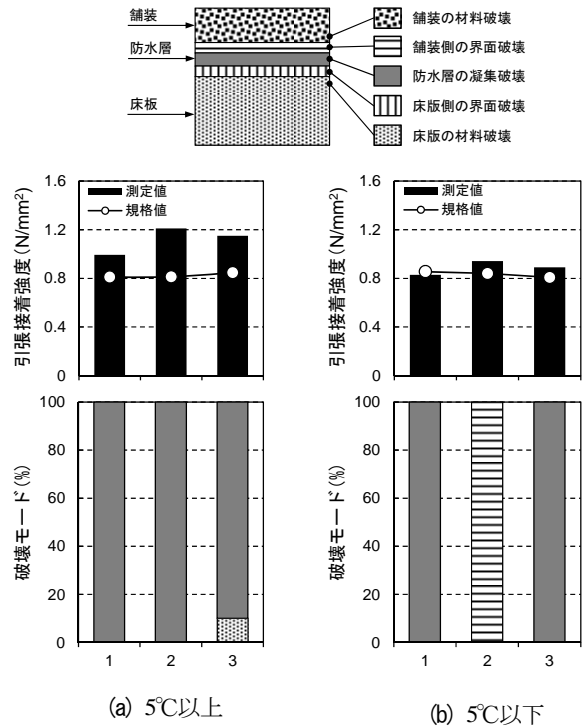 舗装
防水層
床板
舗装の材料破壊
舗装側の界面破壊
防水層の凝集破壊
床版側の界面破壊
床版の材料破壊
引張接着強度(N/mm²)
1.6
1.2
0.8
0.4
0
測定値
規格値
引張接着強度(N/mm²)
1.6
1.2
0.8
0.4
0
測定値
規格値
破壊モード(%)
100
80
60
40
20
0
1 2 3
(a) 5℃以上
破壊モード(%)
100
80
60
40
20
0
1 2 3
(b) 5℃以下